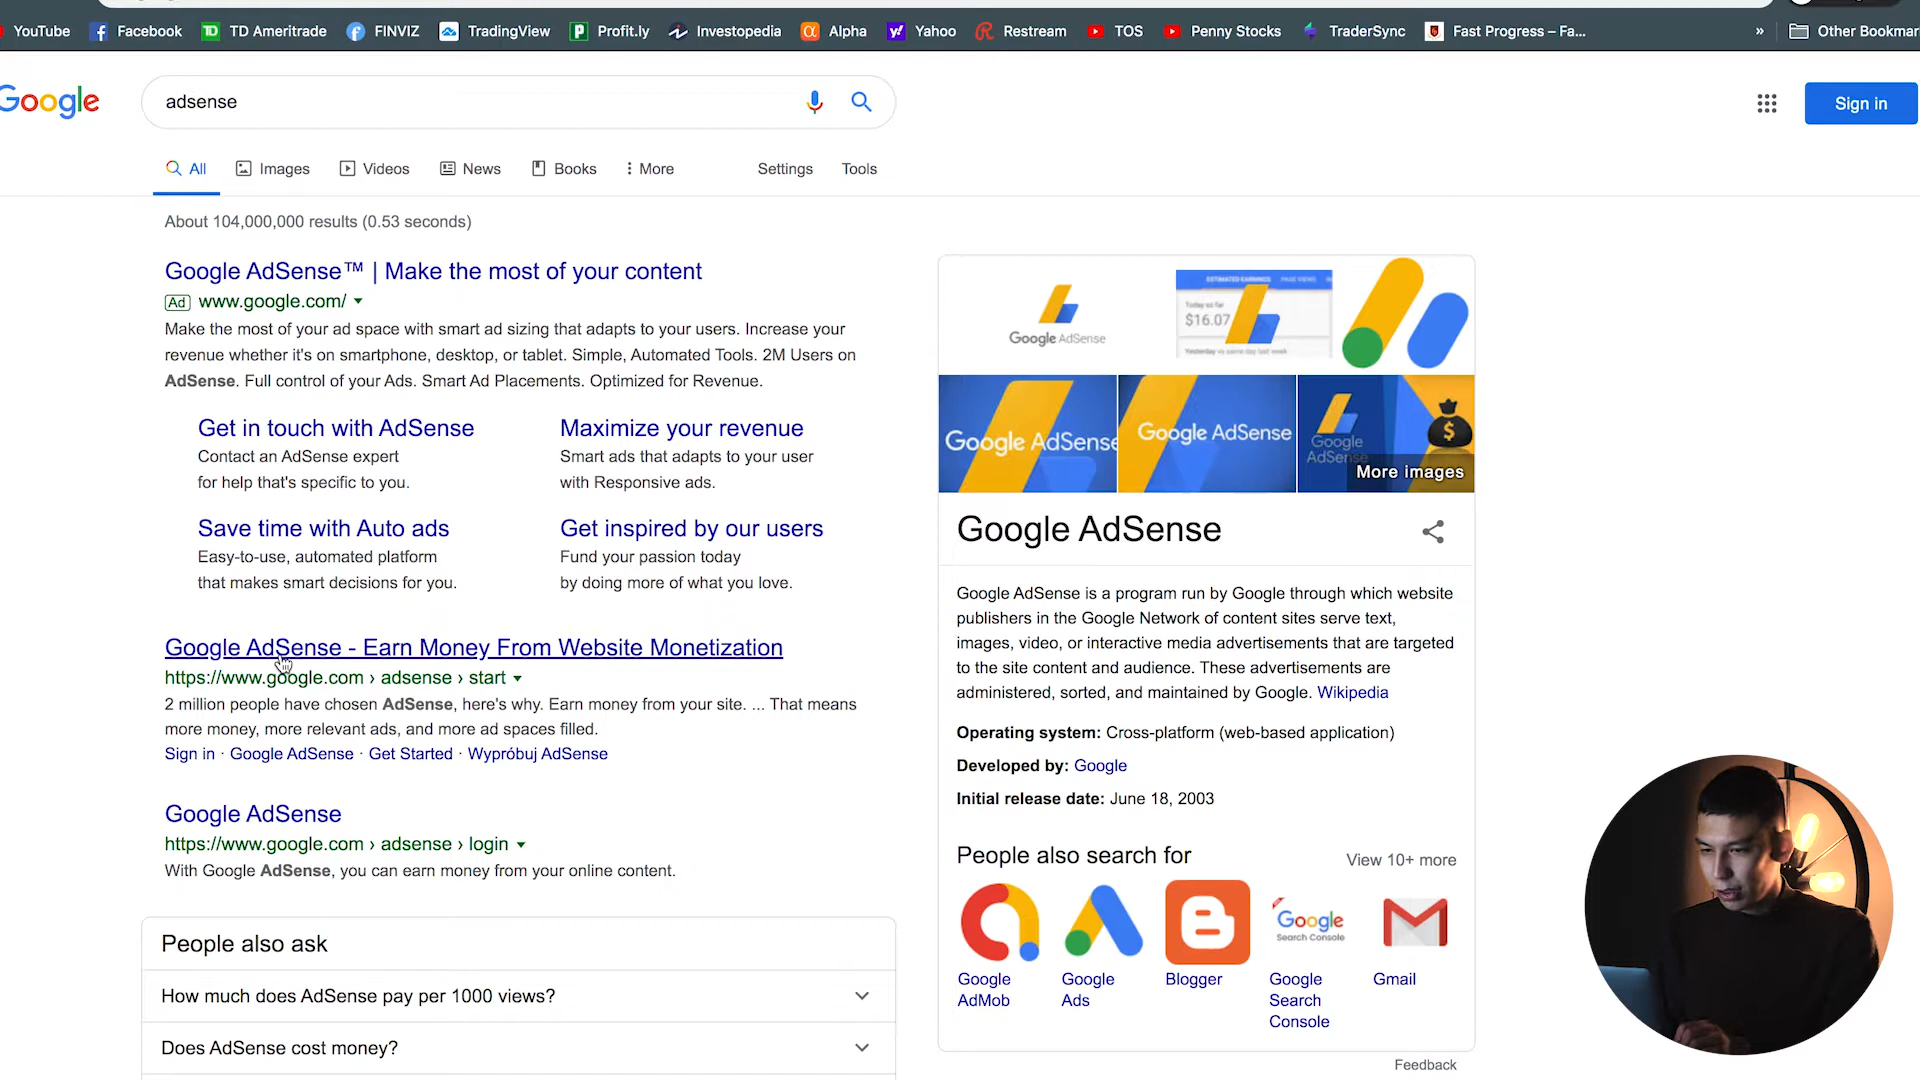 YouTube Facebook TD Ameritrade FINVIZ TradingView Profit.ly Investopedia Alpha Yahoo Restream TOS Penny Stocks TraderSync Fast Progress – Fa... » Other Bookmar
Google adsense Sign in
All Images Videos News Books More Settings Tools
About 104,000,000 results (0.53 seconds)
Google AdSense™ | Make the most of your content
Ad www.google.com/
Make the most of your ad space with smart ad sizing that adapts to your users. Increase your
revenue whether it's on smartphone, desktop, or tablet. Simple, Automated Tools. 2M Users on
AdSense. Full control of your Ads. Smart Ad Placements. Optimized for Revenue.
Get in touch with AdSense
Contact an AdSense expert
for help that's specific to you.
Maximize your revenue
Smart ads that adapts to your user
with Responsive ads.
Save time with Auto ads
Easy-to-use, automated platform
that makes smart decisions for you.
Get inspired by our users
Fund your passion today
by doing more of what you love.
Google AdSense - Earn Money From Website Monetization
https://www.google.com › adsense › start
2 million people have chosen AdSense, here's why. Earn money from your site. ... That means
more money, more relevant ads, and more ad spaces filled.
Sign in · Google AdSense · Get Started · Wypróbuj AdSense
Google AdSense
https://www.google.com › adsense › login
With Google AdSense, you can earn money from your online content.
People also ask
How much does AdSense pay per 1000 views?
Does AdSense cost money?
Google AdSense
ESTIMATED EARNINGS PAGE VIEWS
Today so far
$16.07
Yesterday
Google AdSense
Google AdSense
Google
AdSense
$
More images
Google AdSense
Google AdSense is a program run by Google through which website
publishers in the Google Network of content sites serve text,
images, video, or interactive media advertisements that are targeted
to the site content and audience. These advertisements are
administered, sorted, and maintained by Google. Wikipedia
Operating system: Cross-platform (web-based application)
Developed by: Google
Initial release date: June 18, 2003
People also search for View 10+ more
Google
Search Console
Google
AdMob
Google
Ads
Blogger
Google
Search
Console
Gmail
Feedback